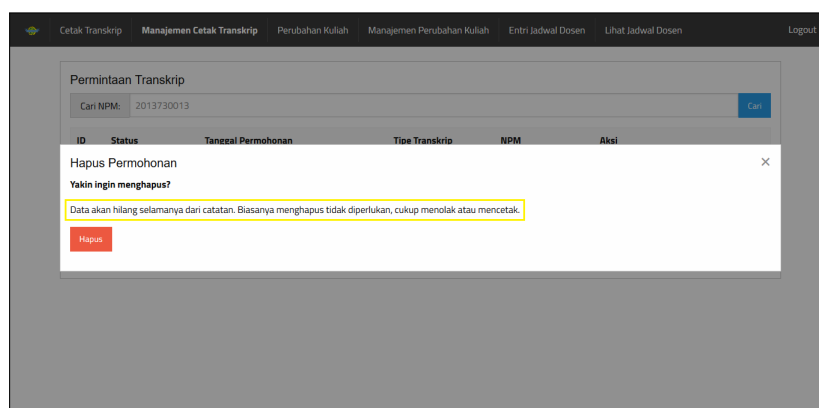 Cetak Transkrip Manajemen Cetak Transkrip Perubahan Kuliah Manajemen Perubahan Kuliah Entri Jadwal Dosen Lihat Jadwal Dosen Logout
Permintaan Transkrip
Cari NPM: 2013730013 Cari
ID Status Tanggal Permohonan Tipe Transkrip NPM Aksi
Hapus Permohonan ×
Yakin ingin menghapus?
Data akan hilang selamanya dari catatan. Biasanya menghapus tidak diperlukan, cukup menolak atau mencetak.
Hapus